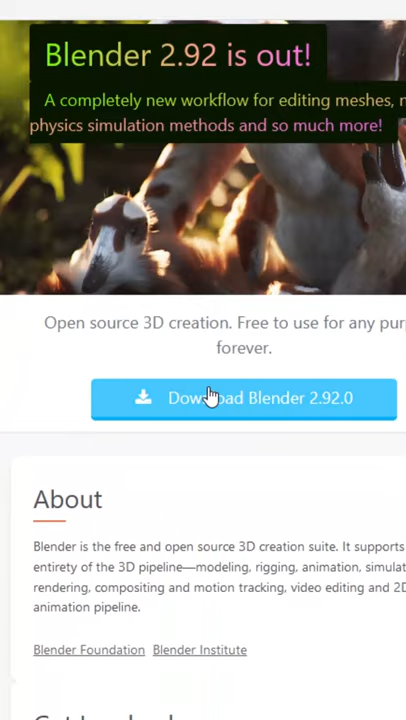 Blender 2.92 is out!
A completely new workflow for editing meshes, n
physics simulation methods and so much more!
Open source 3D creation. Free to use for any pur
forever.
Download Blender 2.92.0
About
Blender is the free and open source 3D creation suite. It supports
entirety of the 3D pipeline—modeling, rigging, animation, simulat
rendering, compositing and motion tracking, video editing and 2D
animation pipeline.
Blender Foundation Blender Institute